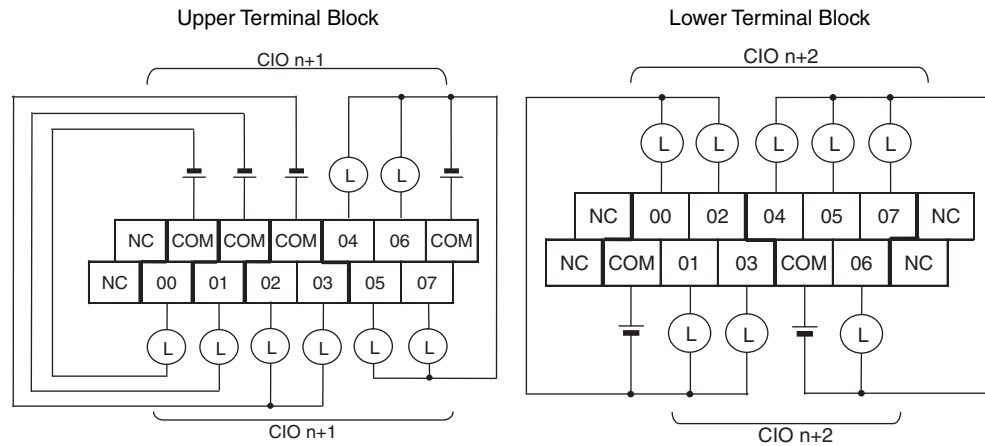 Upper Terminal Block
CIO n+1
L L
NC COM COM COM 04 06 COM
NC 00 01 02 03 05 07
L L L L L L
CIO n+1
Lower Terminal Block
CIO n+2
L L L L L
NC 00 02 04 05 07 NC
NC COM 01 03 COM 06 NC
L L L
CIO n+2